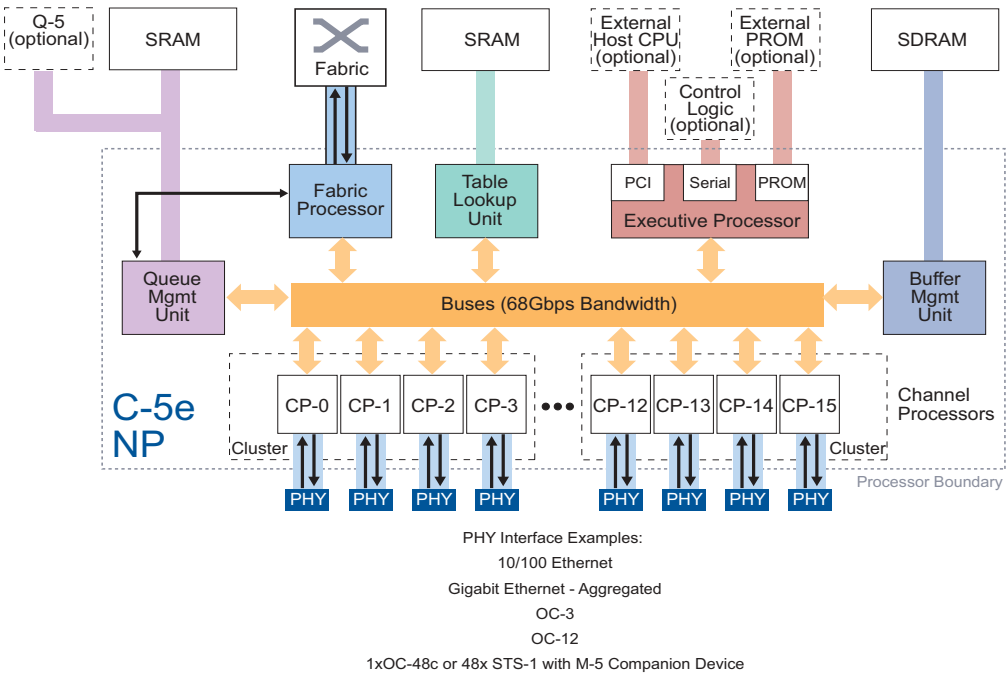 Q-5
(optional)
SRAM
Fabric
SRAM
External
Host CPU
(optional)
External
PROM
(optional)
Control
Logic
(optional)
SDRAM
Fabric
Processor
Table
Lookup
Unit
PCI
Serial
PROM
Executive Processor
Queue
Mgmt
Unit
Buses (68Gbps Bandwidth)
Buffer
Mgmt
Unit
C-5e
NP
CP-0
CP-1
CP-2
CP-3
CP-12
CP-13
CP-14
CP-15
Channel
Processors
Cluster
Cluster
Processor Boundary
PHY
PHY
PHY
PHY
PHY
PHY
PHY
PHY
PHY Interface Examples:
10/100 Ethernet
Gigabit Ethernet - Aggregated
OC-3
OC-12
1xOC-48c or 48x STS-1 with M-5 Companion Device